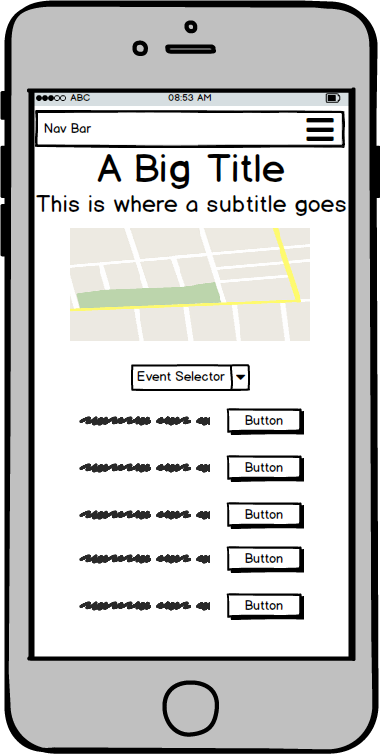 ABC 08:53 AM
Nav Bar
A Big Title
This is where a subtitle goes
Event Selector
Button
Button
Button
Button
Button